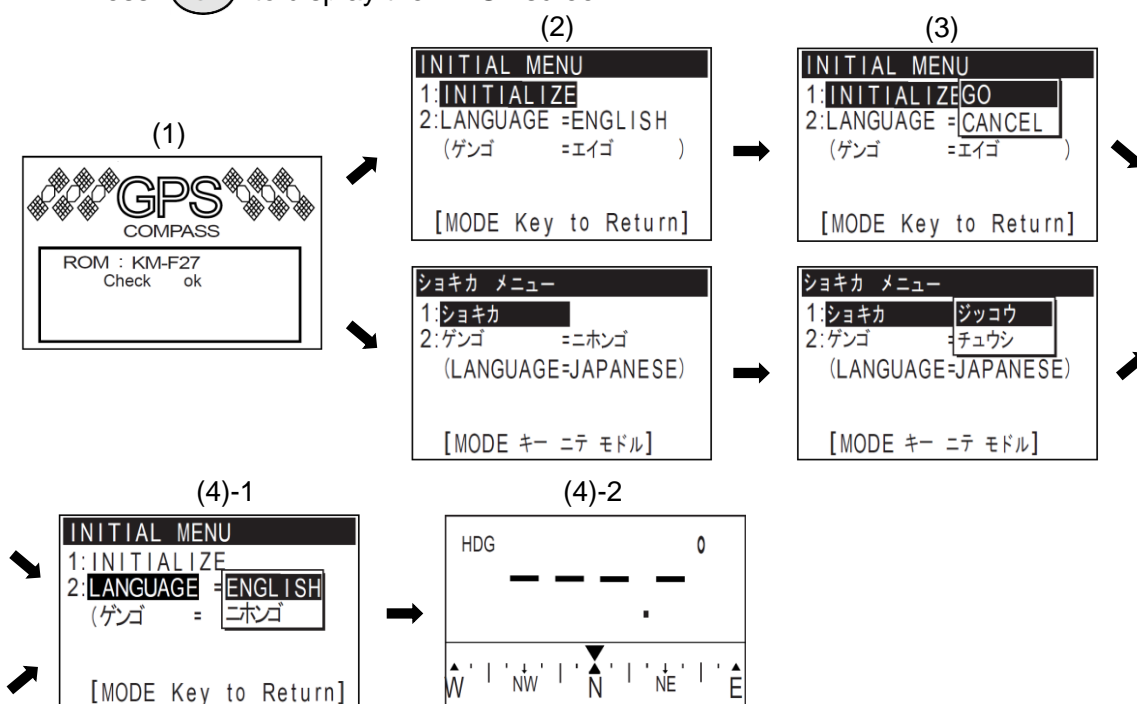 to display the
(2)
INITIAL MENU
1:INITIALIZE
2:LANGUAGE =ENGLISH
(ゲンゴ =エイゴ )
[MODE Key to Return]
(3)
INITIAL MENU
1:INITIALIZE GO
2:LANGUAGE = CANCEL
(ゲンゴ =エイゴ )
[MODE Key to Return]
(1)
GPS
COMPASS
ROM : KM-F27
Check ok
ショキカ メニュー
1:ショキカ
2:ゲンゴ =ニホンゴ
(LANGUAGE=JAPANESE)
[MODE キー ニテ モドル]
ショキカ メニュー
1:ショキカ ジッコウ
2:ゲンゴ =チュウシ
(LANGUAGE=JAPANESE)
[MODE キー ニテ モドル]
(4)-1
INITIAL MENU
1:INITIALIZE
2:LANGUAGE =ENGLISH
(ゲンゴ = ニホンゴ
[MODE Key to Return]
(4)-2
HDG 0
— — — . —
W NW N NE E